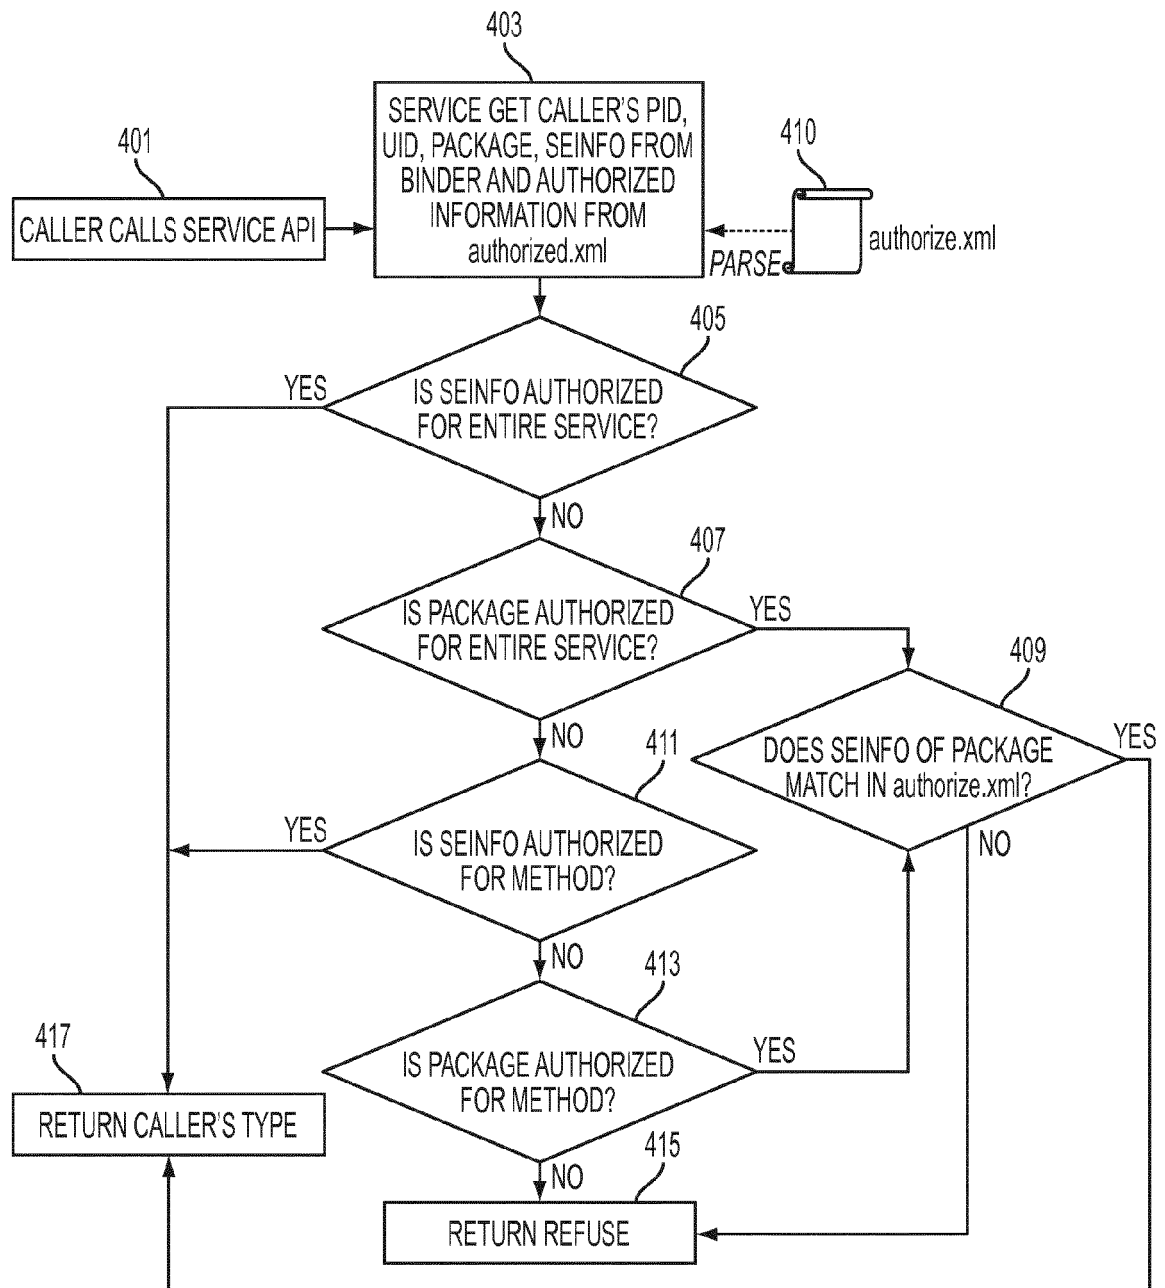 403
SERVICE GET CALLER'S PID,
UID, PACKAGE, SEINFO FROM
BINDER AND AUTHORIZED
INFORMATION FROM
authorized.xml
401
CALLER CALLS SERVICE API
410
authorize.xml
PARSE
405
IS SEINFO AUTHORIZED
FOR ENTIRE SERVICE?
YES
NO
407
IS PACKAGE AUTHORIZED
FOR ENTIRE SERVICE?
YES
NO
409
DOES SEINFO OF PACKAGE
MATCH IN authorize.xml?
YES
NO
411
IS SEINFO AUTHORIZED
FOR METHOD?
YES
NO
413
IS PACKAGE AUTHORIZED
FOR METHOD?
YES
NO
417
RETURN CALLER'S TYPE
415
RETURN REFUSE